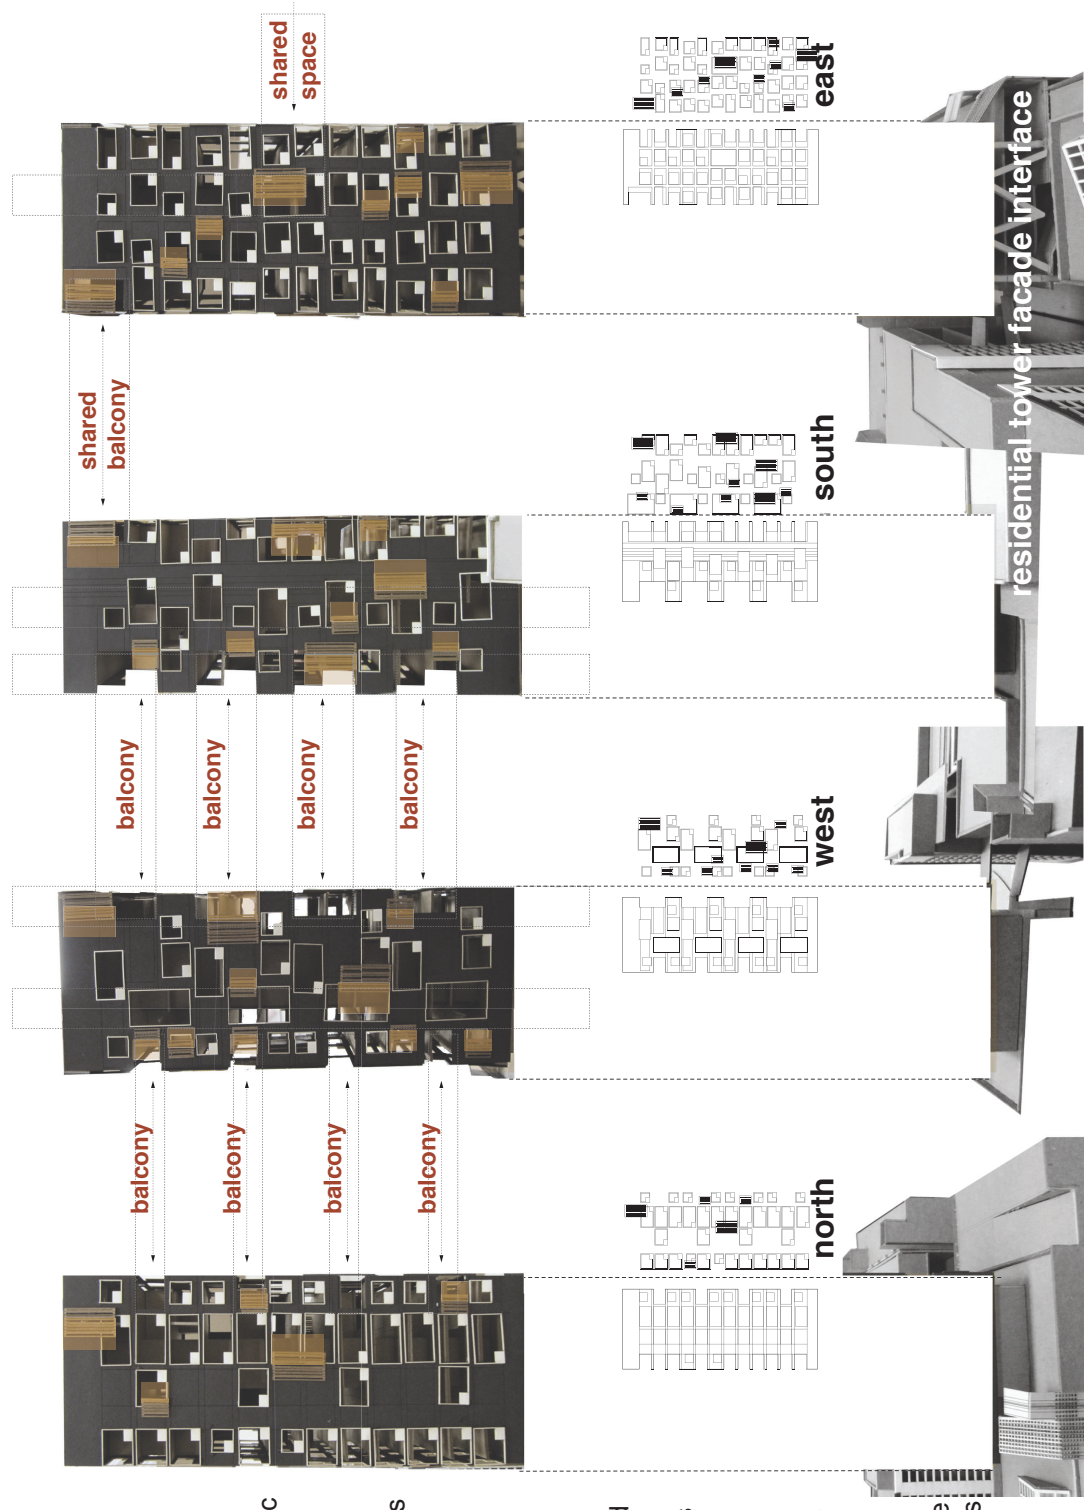 balcony
balcony
balcony
balcony
balcony
balcony
balcony
balcony
shared
balcony
shared
space
north
west
south
east
residential tower facade interface